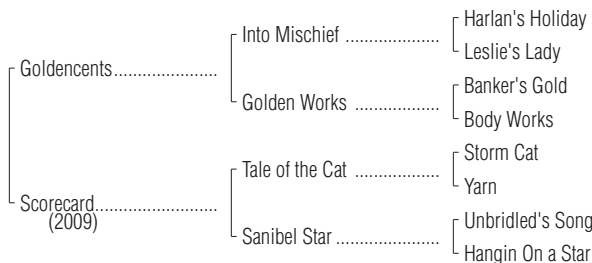 Harlan's Holiday
Into Mischief ....................
Leslie's Lady
Goldencents......................
Banker's Gold
Golden Works ..................
Body Works
Storm Cat
Tale of the Cat ..................
Yarn
Scorecard..........................
(2009)
Unbridled's Song
Sanibel Star ......................
Hangin On a Star